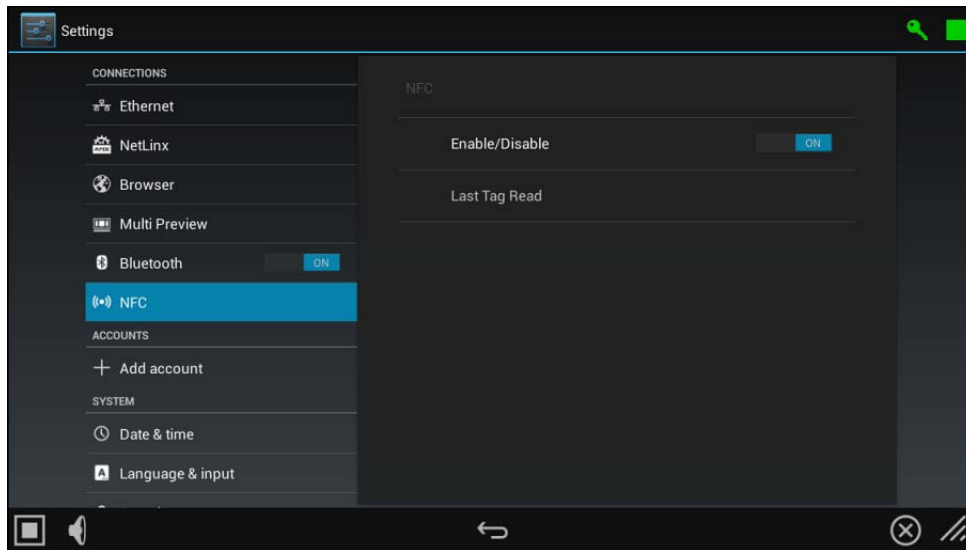 Settings
CONNECTIONS
Ethernet
NetLinx
Browser
Multi Preview
Bluetooth ON
NFC
ACCOUNTS
Add account
SYSTEM
Date & time
Language & input
NFC
Enable/Disable ON
Last Tag Read